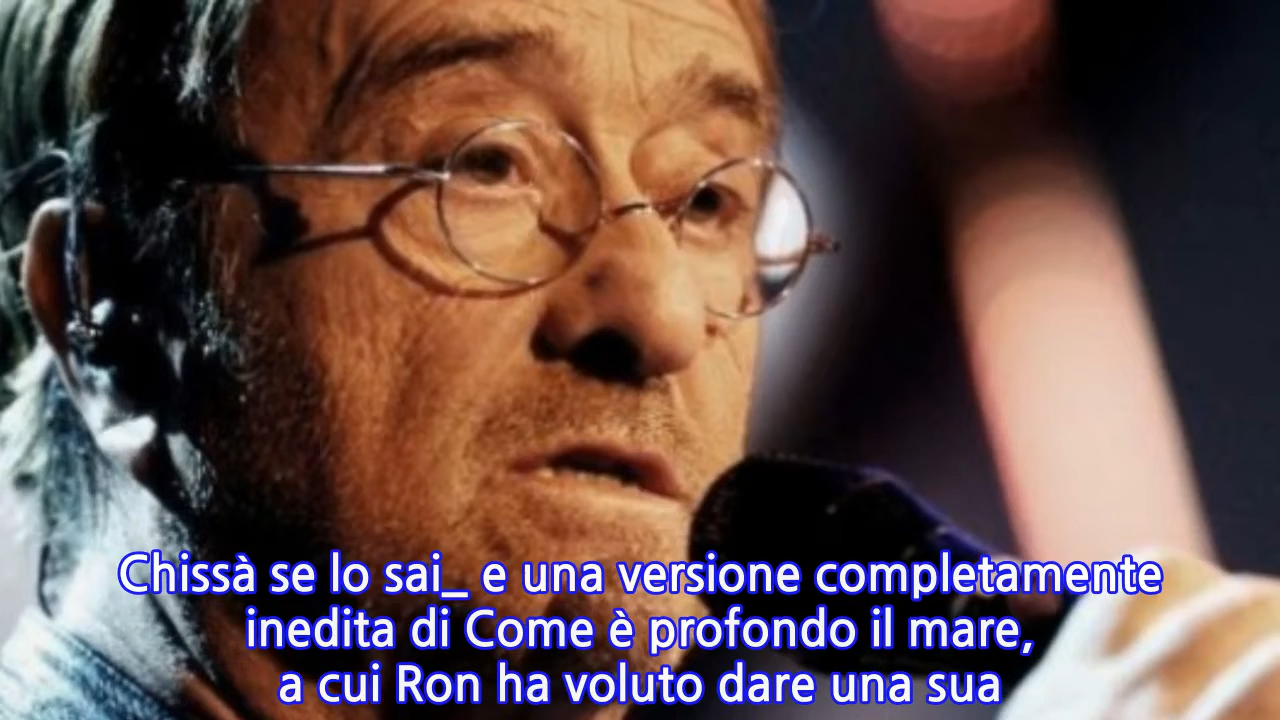 Chissà se lo sai_ e una versione completamente
inedita di Come è profondo il mare,
a cui Ron ha voluto dare una sua